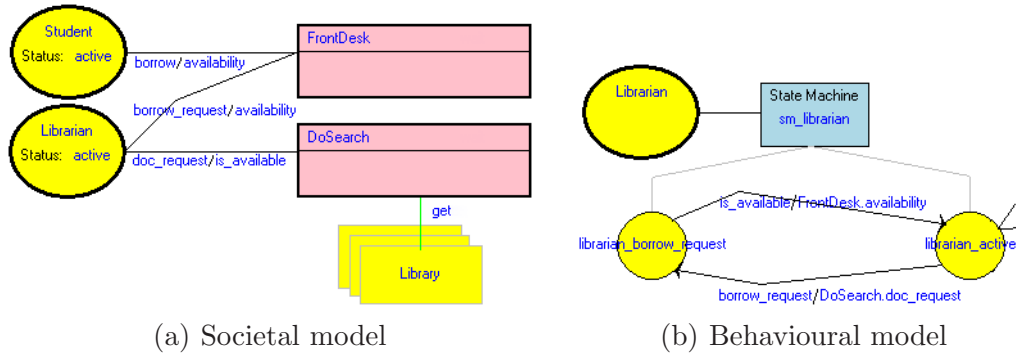 Student
Status: active
borrow/availability
FrontDesk
borrow_request/availability
Librarian
Status: active
doc_request/is_available
DoSearch
get
Library
(a) Societal model
Librarian
State Machine
sm_librarian
is_available/FrontDesk.availability
librarian_borrow_request
librarian_active
borrow_request/DoSearch.doc_request
(b) Behavioural model